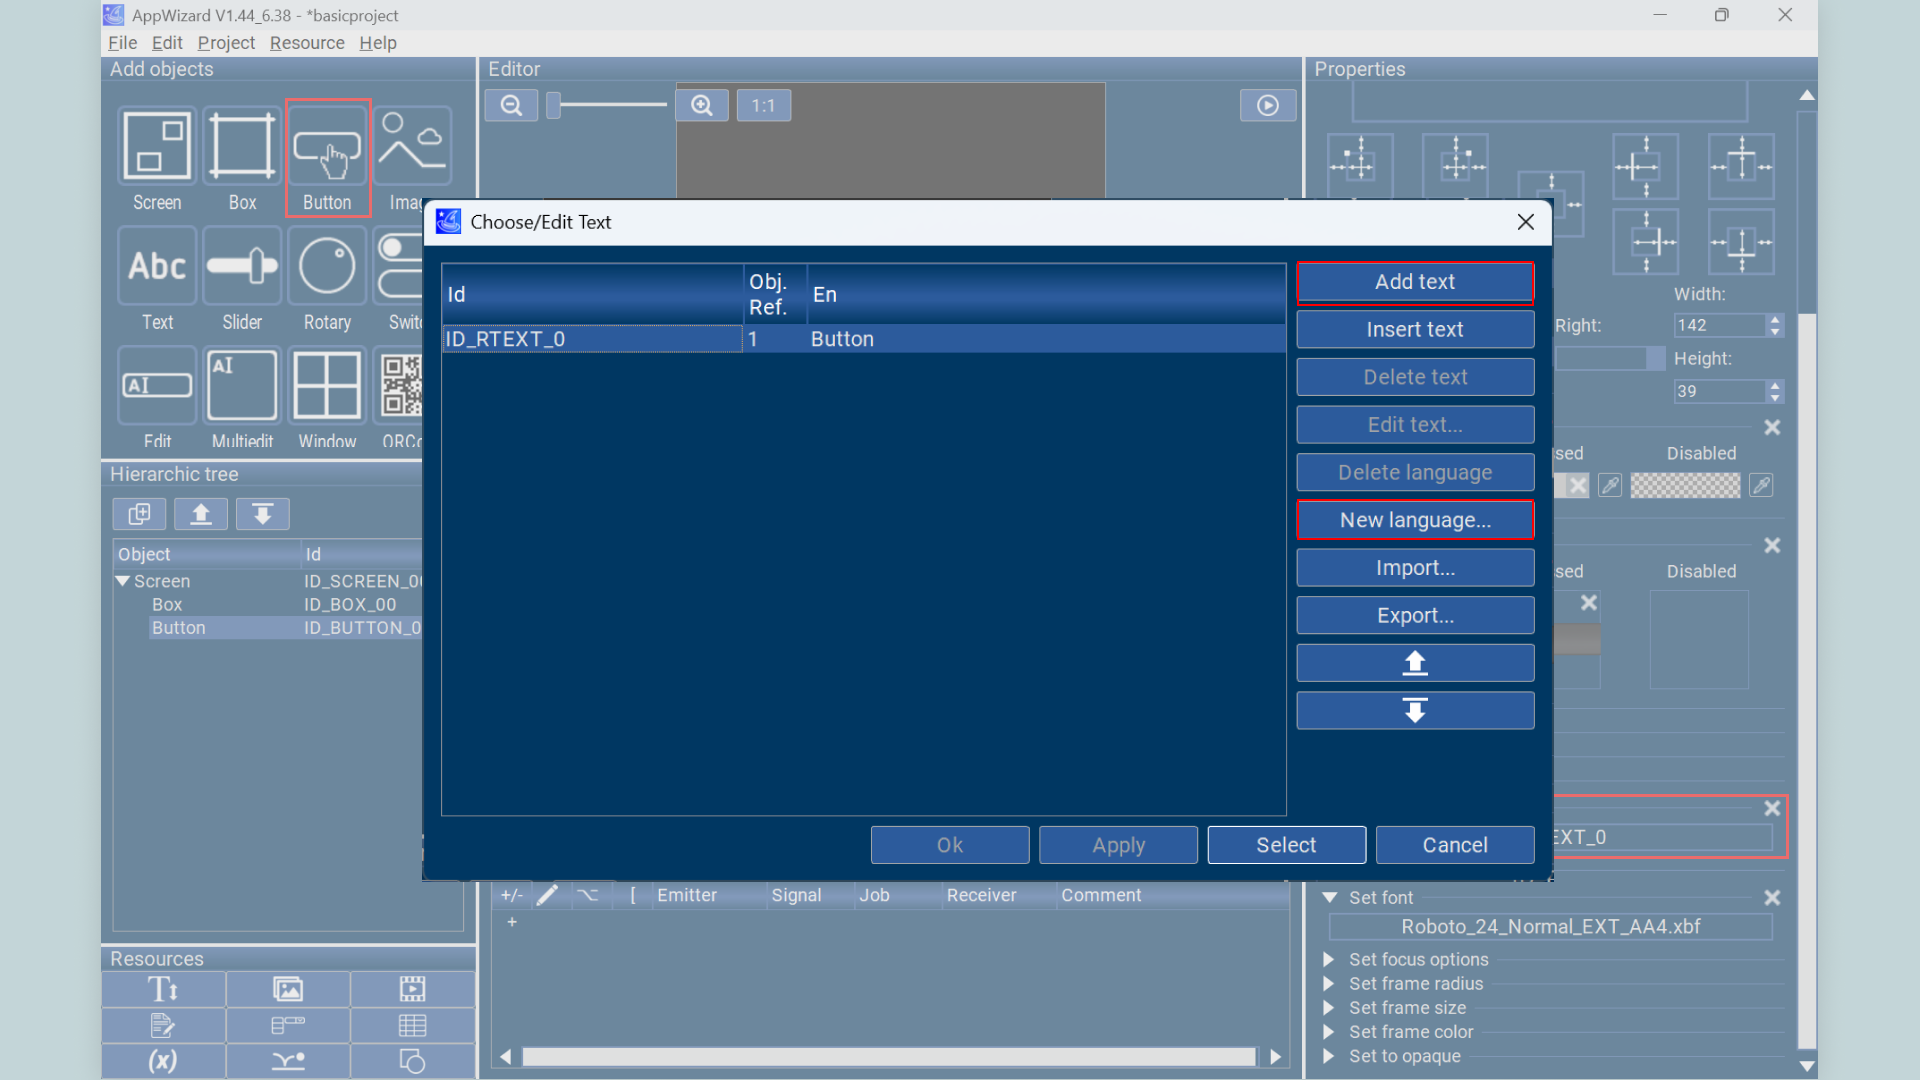 AppWizard V1.44_6.38 - *basicproject
File Edit Project Resource Help
Add objects
Editor
Properties
1:1
Screen
Box
Button
Abc
Text
Slider
Rotary
AI
Edit
AI
Multiedit
Window
Choose/Edit Text
Id
Obj. Ref.
En
ID_RTEXT_0
1
Button
Add text
Insert text
Delete text
Edit text...
Delete language
New language...
Import...
Export...
Ok
Apply
Select
Cancel
Width:
Right:
142
Height:
39
sed
Disabled
sed
Disabled
EXT_0
Hierarchic tree
Object
Id
Screen
ID_SCREEN_0
Box
ID_BOX_00
Button
ID_BUTTON_0
+/-
[
Emitter
Signal
Job
Receiver
Comment
+
Set font
Roboto_24_Normal_EXT_AA4.xbf
Set focus options
Set frame radius
Set frame size
Set frame color
Set to opaque
Resources
T
(x)